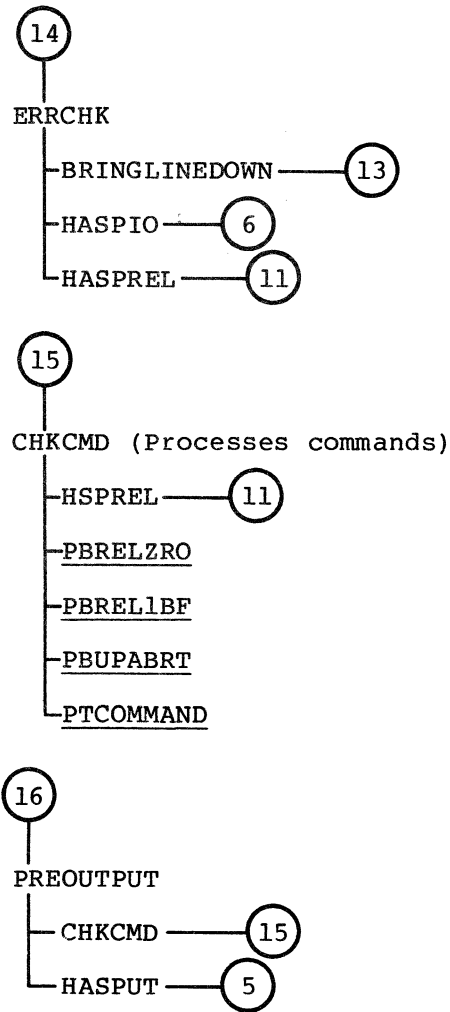 14
ERRCHK
BRINGLINEDOWN 13
HASPIO 6
HASPREL 11
15
CHKCMD (Processes commands)
HSPREL 11
PBRELZRO
PBREL1BF
PBUPABRT
PTCOMMAND
16
PREOUTPUT
CHKCMD 15
HASPUT 5